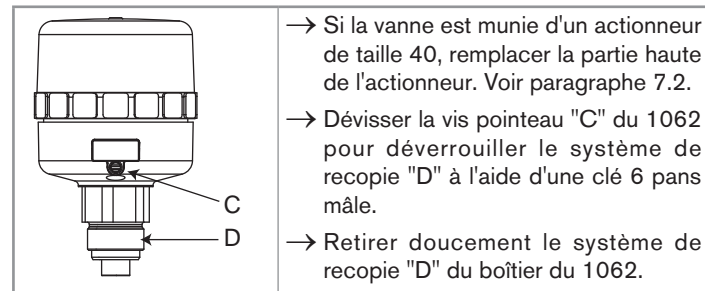 → Si la vanne est munie d'un actionneur
de taille 40, remplacer la partie haute
de l'actionneur. Voir paragraphe 7.2.
→ Dévisser la vis pointeau "C" du 1062
pour déverrouiller le système de
recopie "D" à l'aide d'une clé 6 pans
mâle.
→ Retirer doucement le système de
recopie "D" du boîtier du 1062.
C
D